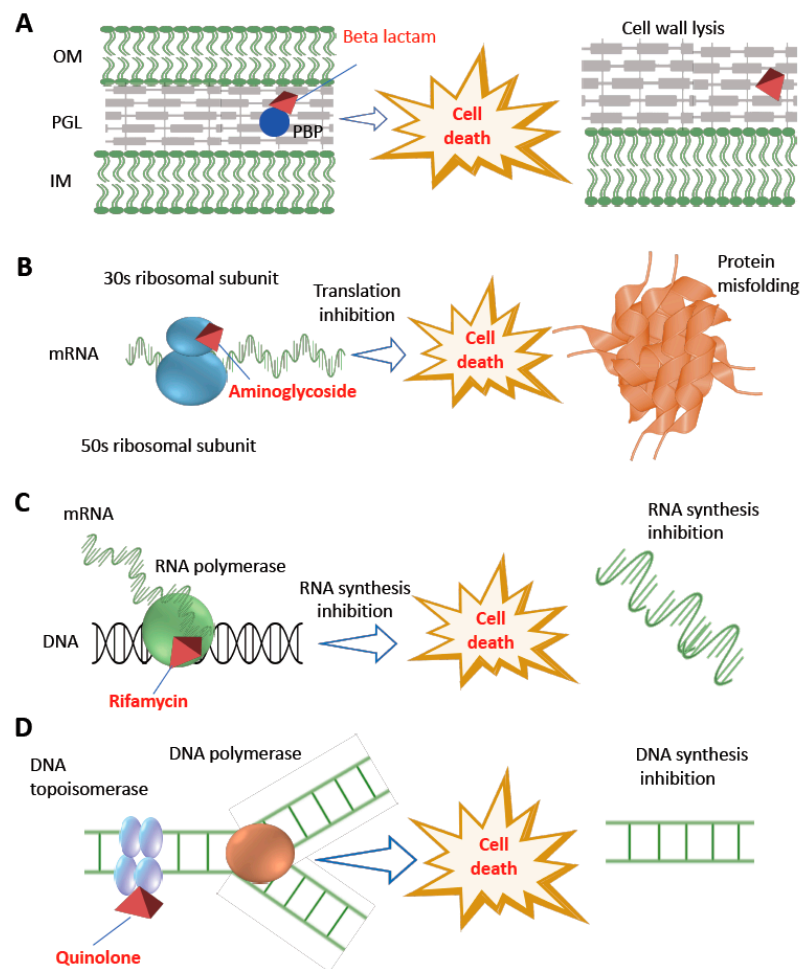 A
OM
Beta lactam
Cell wall lysis
PGL
PBP
Cell
death
IM
B
30s ribosomal subunit
Translation
inhibition
Protein
misfolding
mRNA
Cell
death
Aminoglycoside
50s ribosomal subunit
C
mRNA
RNA polymerase
RNA synthesis
inhibition
RNA synthesis
inhibition
DNA
Cell
death
Rifamycin
D
DNA
topoisomerase
DNA polymerase
DNA synthesis
inhibition
Cell
death
Quinolone